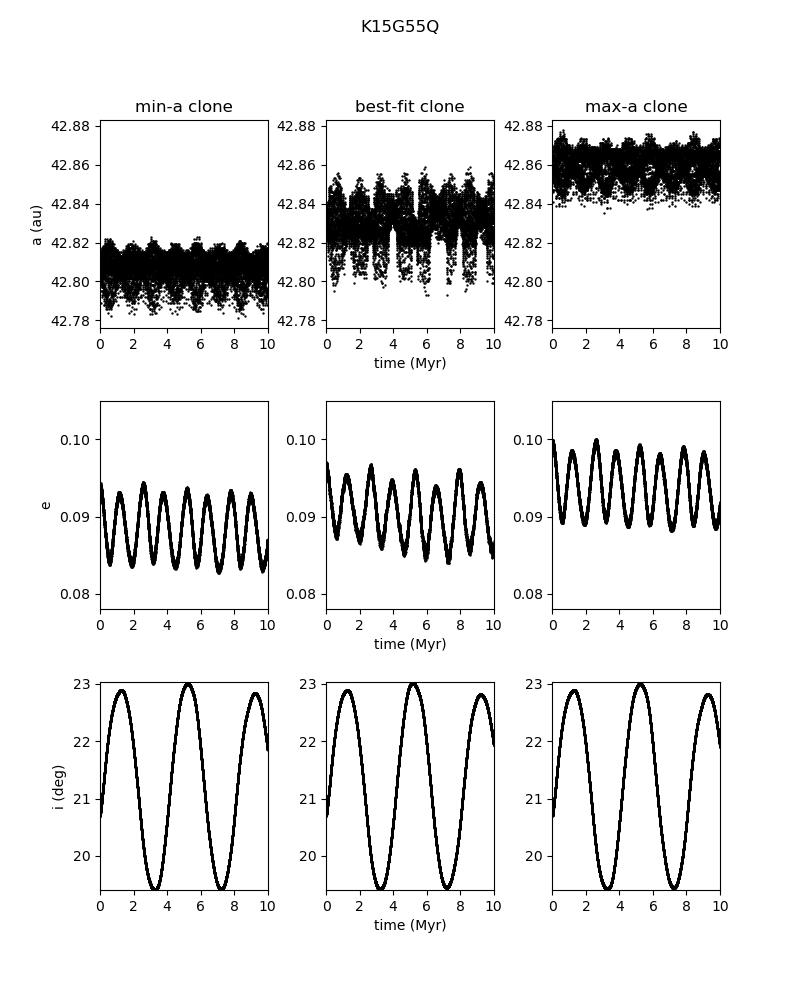 K15G55Q
min-a clone best-fit clone max-a clone
42.88 42.88 42.88
42.86 42.86 42.86
42.84 42.84 42.84
a (au)
42.82 42.82 42.82
42.80 42.80 42.80
42.78 42.78 42.78
0 2 4 6 8 10 0 2 4 6 8 10 0 2 4 6 8 10
time (Myr)
0.10 0.10 0.10
e
0.09 0.09 0.09
0.08 0.08 0.08
0 2 4 6 8 10 0 2 4 6 8 10 0 2 4 6 8 10
time (Myr)
23 23 23
22 22 22
i (deg)
21 21 21
20 20 20
0 2 4 6 8 10 0 2 4 6 8 10 0 2 4 6 8 10
time (Myr)